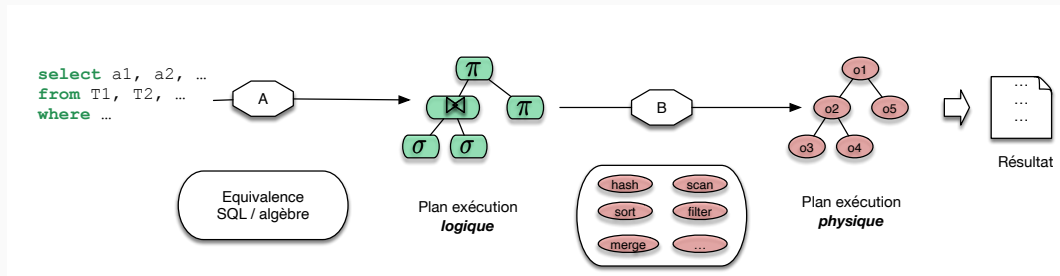 select a1, a2, …
from T1, T2, …
where …
A
π
⋈
π
σ
σ
B
o1
o2
o5
o3
o4
…
…
…
Résultat
Equivalence
SQL / algèbre
Plan exécution
logique
hash
scan
sort
filter
merge
…
Plan exécution
physique